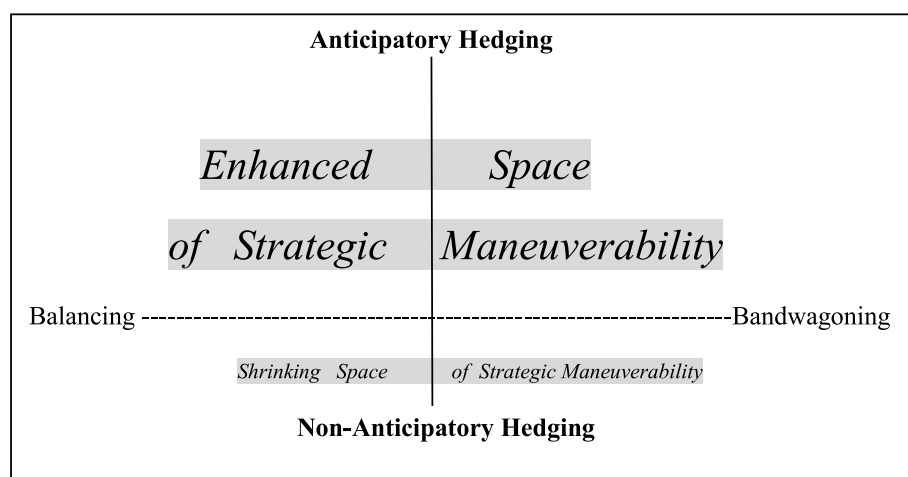 Anticipatory Hedging
Enhanced Space
of Strategic Maneuverability
Balancing Bandwagoning
Shrinking Space of Strategic Maneuverability
Non-Anticipatory Hedging